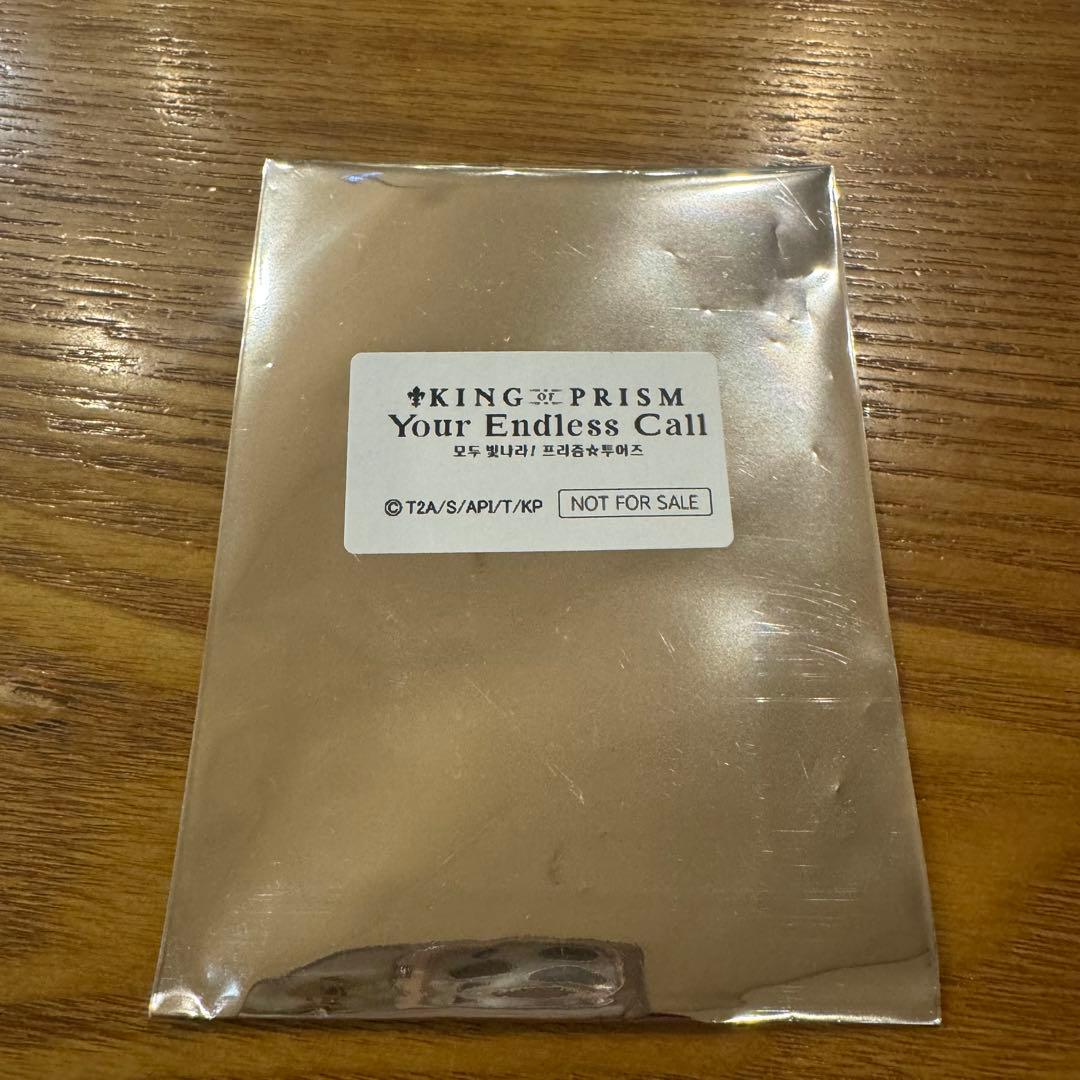 KING OF PRISM
Your Endless Call
모두 빛나라! 프리즘☆투어즈
© T2A/S/API/T/KP
NOT FOR SALE